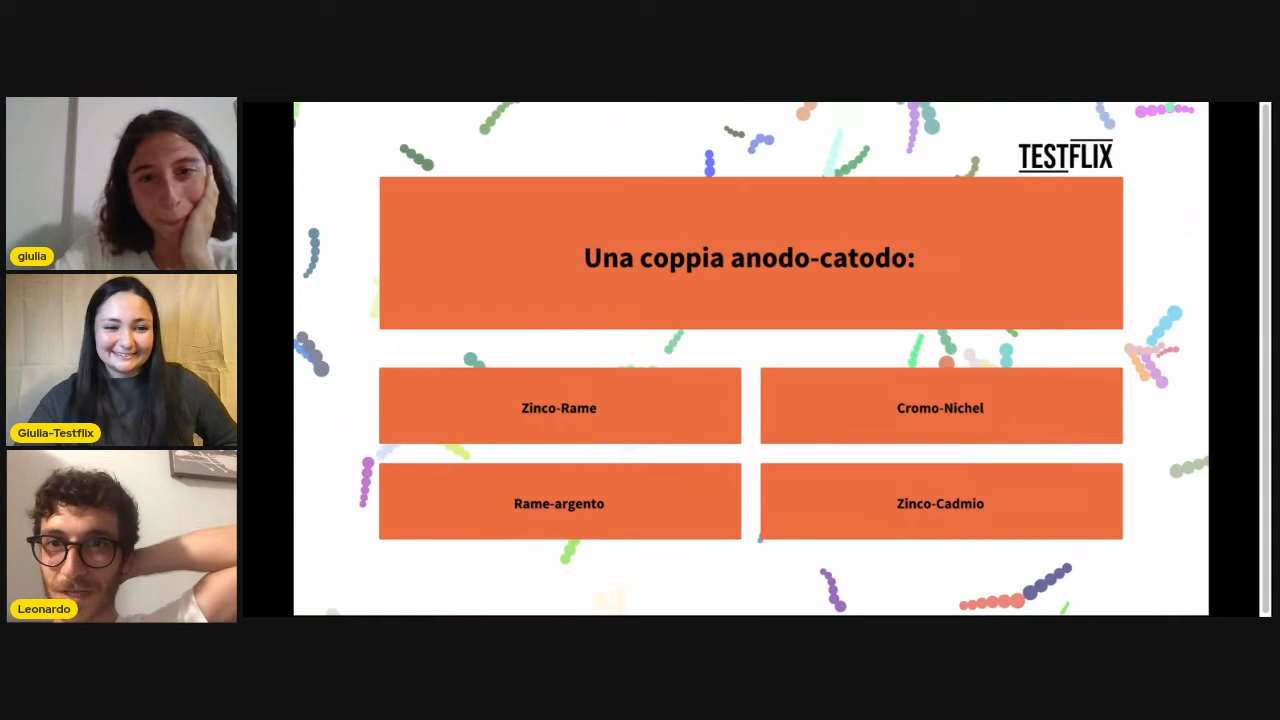 giulia
Giulia-Testflix
Leonardo
TESTFLIX
Una coppia anodo-catodo:
Zinco-Rame
Cromo-Nichel
Rame-argento
Zinco-Cadmio